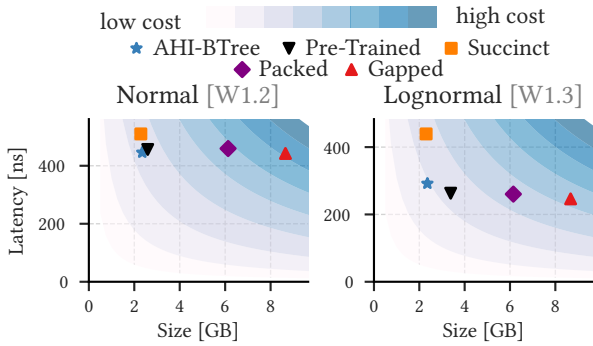 low cost high cost
AHI-BTree Pre-Trained Succinct
Packed Gapped
Normal [W1.2] Lognormal [W1.3]
Latency [ns]
400
200
0
0 2 4 6 8
Size [GB]
400
200
0
0 2 4 6 8
Size [GB]